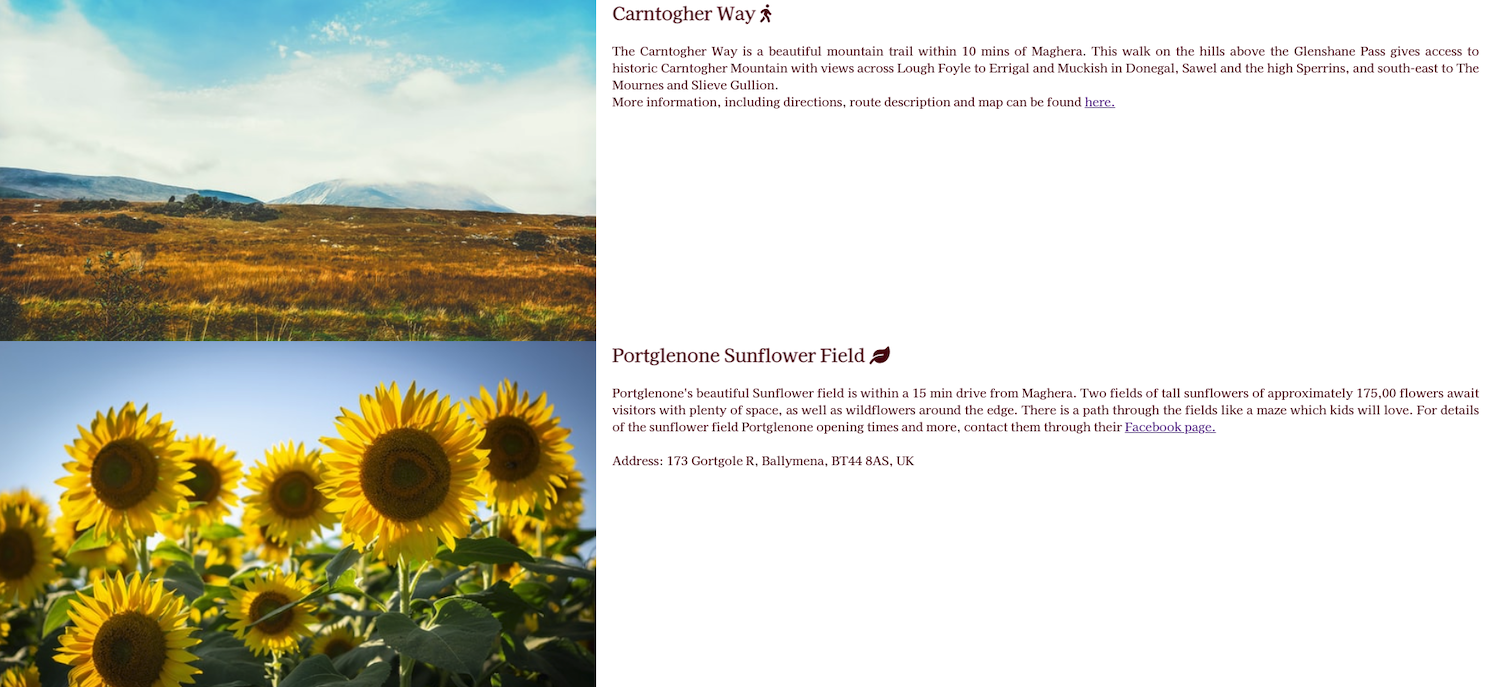 Carntogher Way
The Carntogher Way is a beautiful mountain trail within 10 mins of Maghera. This walk on the hills above the Glenshane Pass gives access to
historic Carntogher Mountain with views across Lough Foyle to Errigal and Muckish in Donegal, Sawel and the high Sperrins, and south-east to The
Mournes and Slieve Gullion.
More information, including directions, route description and map can be found here.
Portglenone Sunflower Field
Portglenone's beautiful Sunflower field is within a 15 min drive from Maghera. Two fields of tall sunflowers of approximately 175,00 flowers await
visitors with plenty of space, as well as wildflowers around the edge. There is a path through the fields like a maze which kids will love. For details
of the sunflower field Portglenone opening times and more, contact them through their Facebook page.
Address: 173 Gortgole R, Ballymena, BT44 8AS, UK